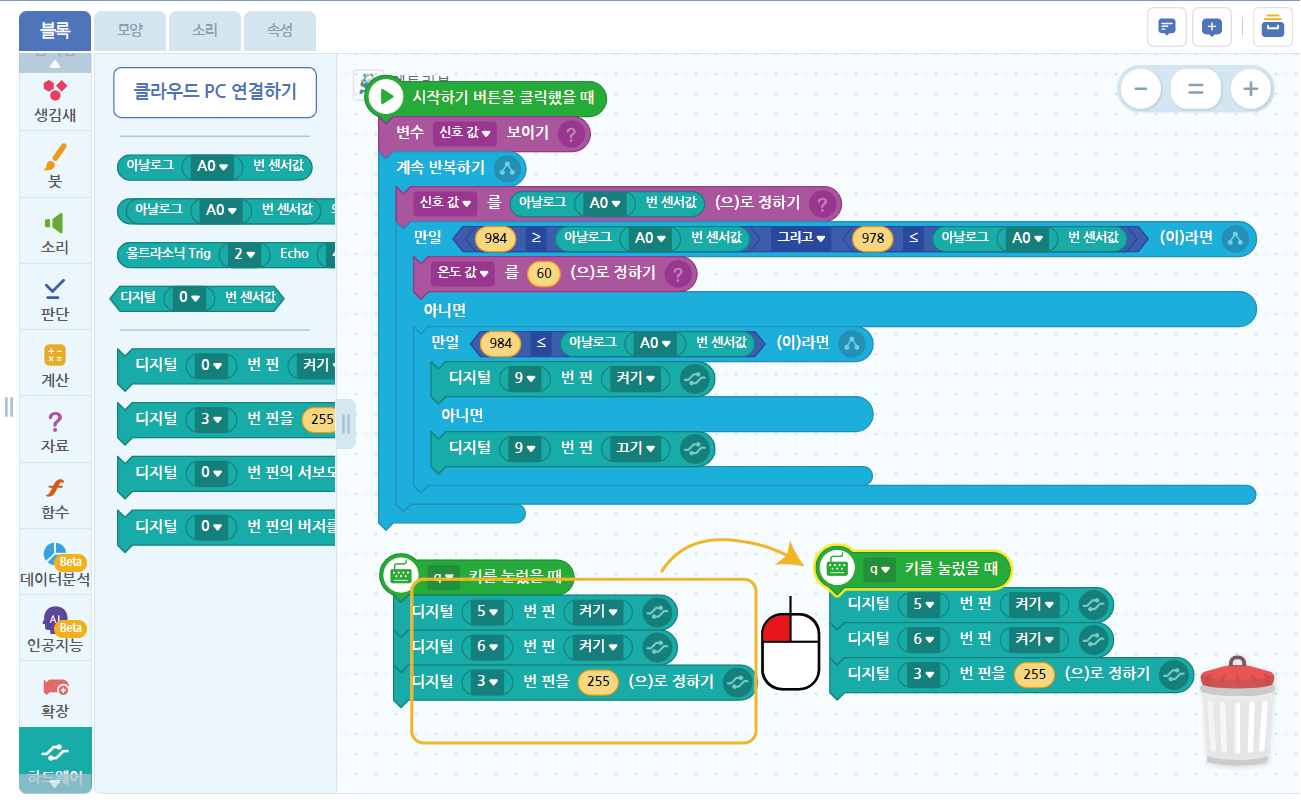 블록
모양
소리
속성
생김새
붓
소리
판단
계산
자료
함수
Beta
데이터분석
AI
Beta
인공지능
확장
하드웨어
클라우드 PC 연결하기
아날로그 A0 번 센서값
아날로그 A0 번 센서값
울트라소닉 Trig 2 Echo
디지털 0 번 센서값
디지털 0 번 핀 켜기
디지털 3 번 핀을 255
디지털 0 번 핀의 서보모
디지털 0 번 핀의 버저를
엔트리봇
시작하기 버튼을 클릭했을 때
변수 신호 값 보이기 ?
계속 반복하기
신호 값 를 아날로그 A0 번 센서값 (으)로 정하기 ?
만일 984 ≥ 아날로그 A0 번 센서값 그리고 978 ≤ 아날로그 A0 번 센서값 (이)라면
온도 값 를 60 (으)로 정하기 ?
아니면
만일 984 ≤ 아날로그 A0 번 센서값 (이)라면
디지털 9 번 핀 켜기
아니면
디지털 9 번 핀 끄기
q 키를 눌렀을 때
디지털 5 번 핀 켜기
디지털 6 번 핀 켜기
디지털 3 번 핀을 255 (으)로 정하기
q 키를 눌렀을 때
디지털 5 번 핀 켜기
디지털 6 번 핀 켜기
디지털 3 번 핀을 255 (으)로 정하기